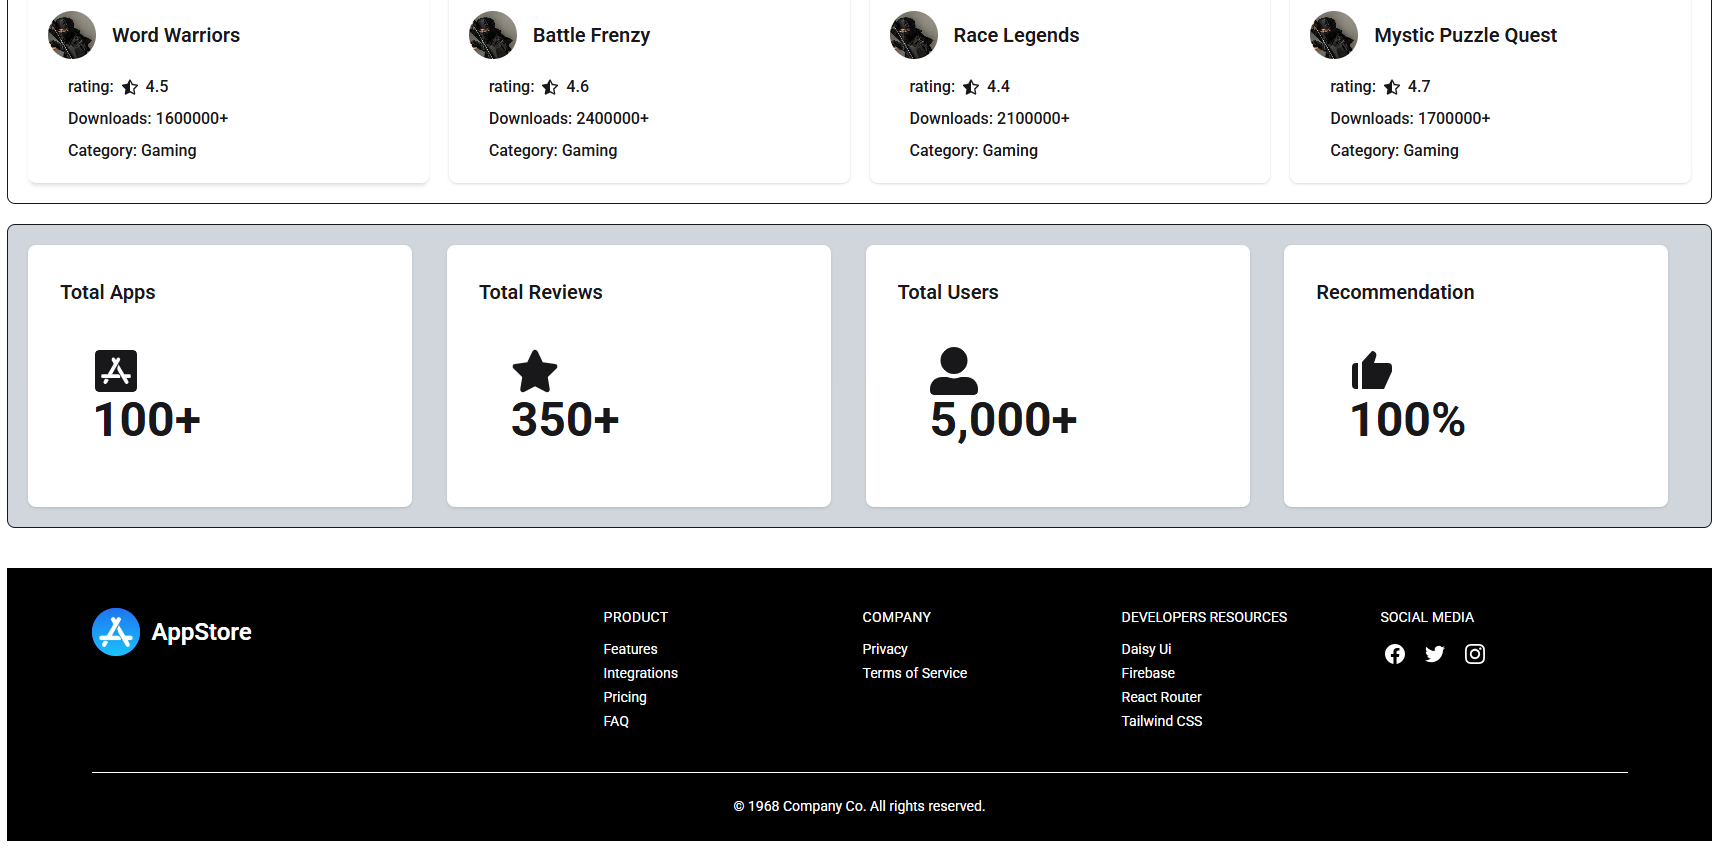 Word Warriors
rating: 4.5
Downloads: 1600000+
Category: Gaming
Battle Frenzy
rating: 4.6
Downloads: 2400000+
Category: Gaming
Race Legends
rating: 4.4
Downloads: 2100000+
Category: Gaming
Mystic Puzzle Quest
rating: 4.7
Downloads: 1700000+
Category: Gaming
Total Apps
100+
Total Reviews
350+
Total Users
5,000+
Recommendation
100%
AppStore
PRODUCT
Features
Integrations
Pricing
FAQ
COMPANY
Privacy
Terms of Service
DEVELOPERS RESOURCES
Daisy Ui
Firebase
React Router
Tailwind CSS
SOCIAL MEDIA
© 1968 Company Co. All rights reserved.